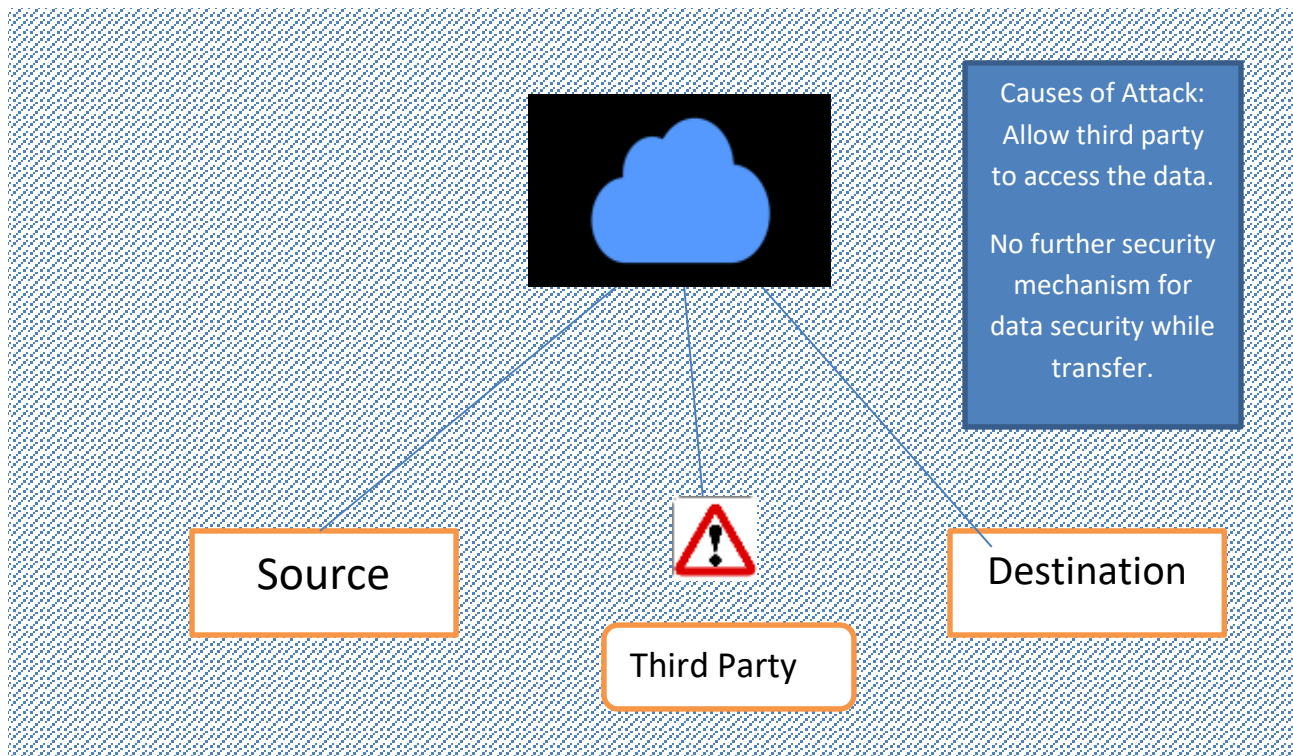 Causes of Attack:
Allow third party
to access the data.
No further security
mechanism for
data security while
transfer.
Source
Destination
Third Party